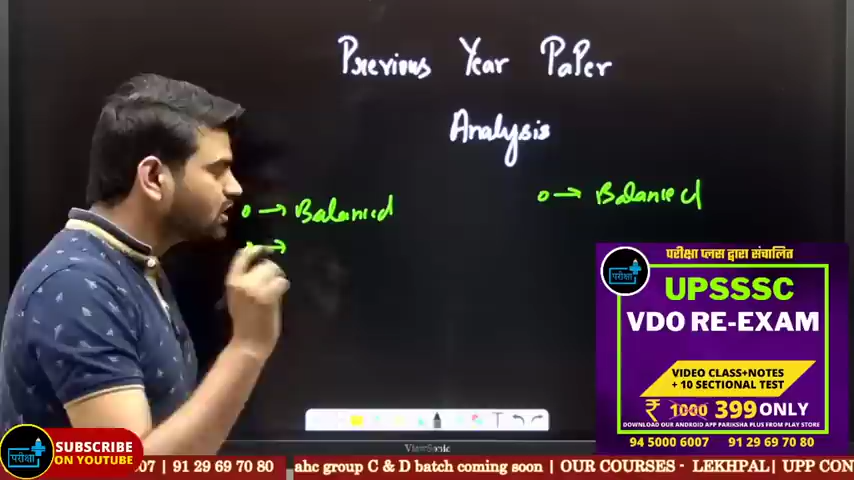 Previous Year PaPer
Analysis
o → Balanced
o → Balanced
परीक्षा प्लस द्वारा संचालित
परीक्षा
UPSSSC
VDO RE-EXAM
VIDEO CLASS+NOTES
+ 10 SECTIONAL TEST
₹ 1000 399 ONLY
DOWNLOAD OUR ANDROID APP PARIKSHA PLUS FROM PLAY STORE
94 5000 6007 91 29 69 70 80
T
ViewSonic
परीक्षा
SUBSCRIBE
ON YOUTUBE
07 | 91 29 69 70 80 ahc group C & D batch coming soon | OUR COURSES - LEKHPAL| UPP CON